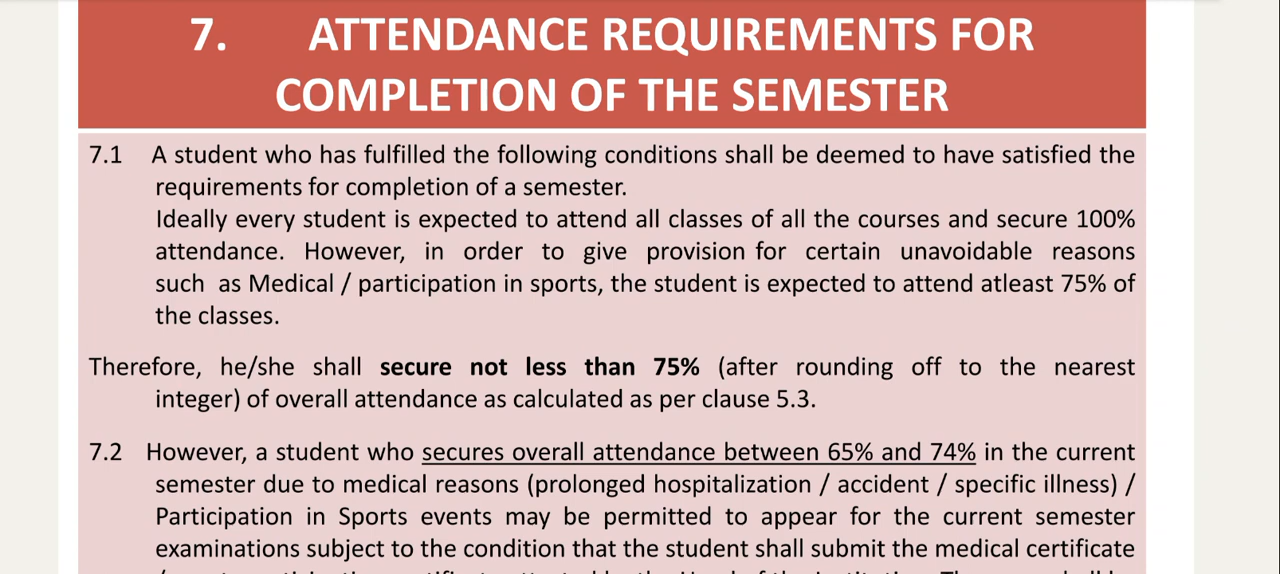 7. ATTENDANCE REQUIREMENTS FOR
COMPLETION OF THE SEMESTER
7.1 A student who has fulfilled the following conditions shall be deemed to have satisfied the
requirements for completion of a semester.
Ideally every student is expected to attend all classes of all the courses and secure 100%
attendance. However, in order to give provision for certain unavoidable reasons
such as Medical / participation in sports, the student is expected to attend atleast 75% of
the classes.
Therefore, he/she shall secure not less than 75% (after rounding off to the nearest
integer) of overall attendance as calculated as per clause 5.3.
7.2 However, a student who secures overall attendance between 65% and 74% in the current
semester due to medical reasons (prolonged hospitalization / accident / specific illness) /
Participation in Sports events may be permitted to appear for the current semester
examinations subject to the condition that the student shall submit the medical certificate